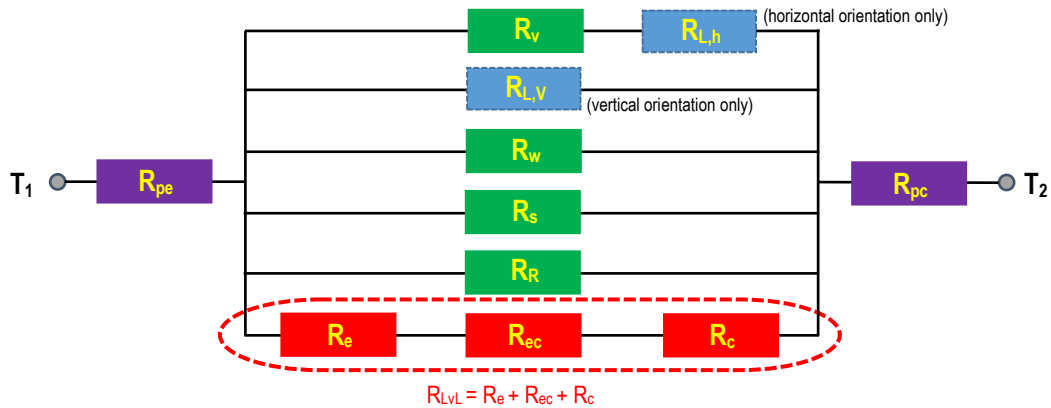 (horizontal orientation only)
Rv
RL,h
RL,V
(vertical orientation only)
Rw
T1
Rpe
Rpc
T2
Rs
RR
Re
Rec
Rc
RLvL = Re + Rec + Rc